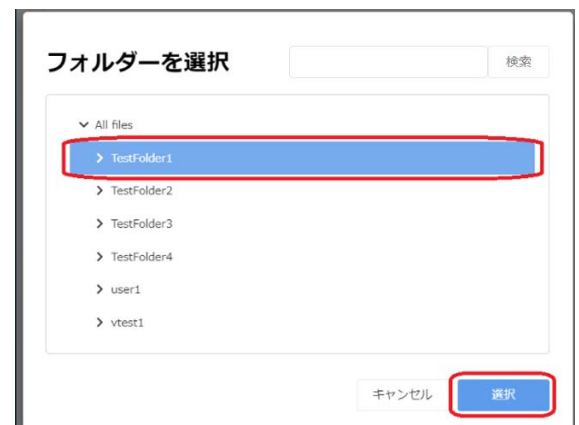 フォルダーを選択
検索
All files
TestFolder1
TestFolder2
TestFolder3
TestFolder4
user1
vtest1
キャンセル
選択